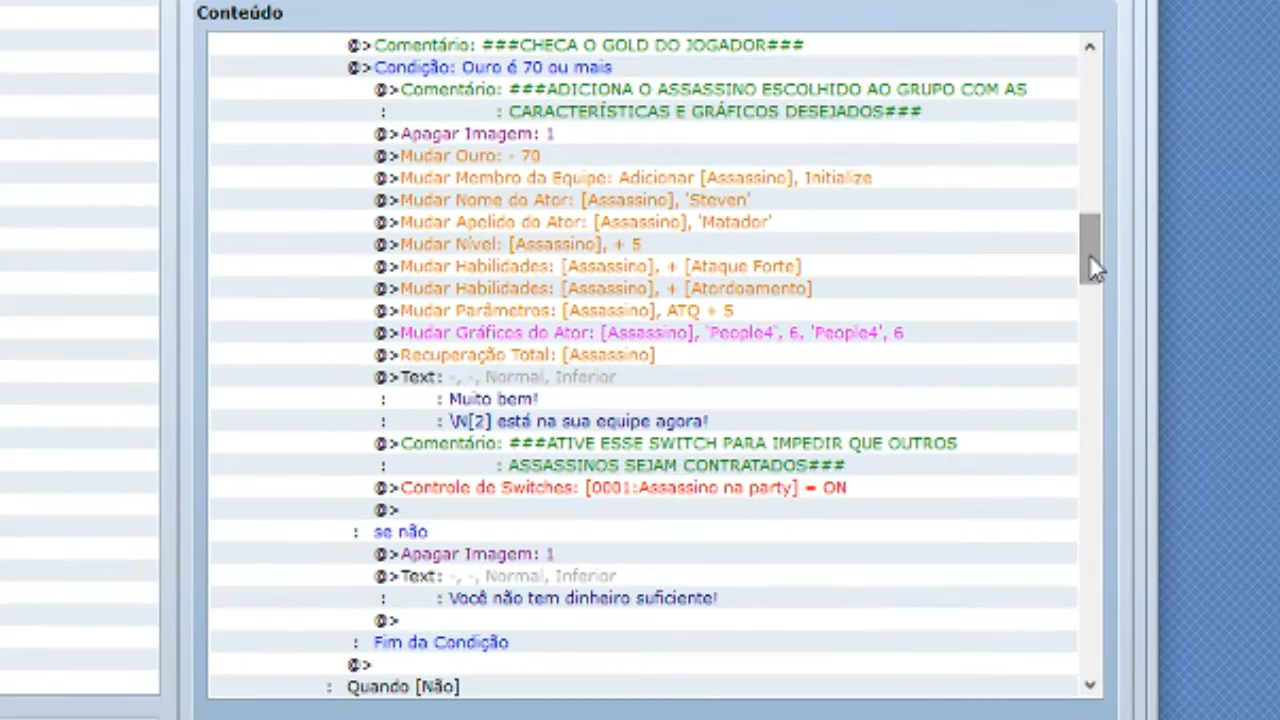 Conteúdo
@>Comentário: ###CHECA O GOLD DO JOGADOR###
@>Condição: Ouro é 70 ou mais
@>Comentário: ###ADICIONA O ASSASSINO ESCOLHIDO AO GRUPO COM AS
: : CARACTERÍSTICAS E GRÁFICOS DESEJADOS###
@>Apagar Imagem: 1
@>Mudar Ouro: - 70
@>Mudar Membro da Equipe: Adicionar [Assassino], Initialize
@>Mudar Nome do Ator: [Assassino], 'Steven'
@>Mudar Apelido do Ator: [Assassino], 'Matador'
@>Mudar Nível: [Assassino], + 5
@>Mudar Habilidades: [Assassino], + [Ataque Forte]
@>Mudar Habilidades: [Assassino], + [Atordoamento]
@>Mudar Parâmetros: [Assassino], ATQ + 5
@>Mudar Gráficos do Ator: [Assassino], 'People4', 6, 'People4', 6
@>Recuperação Total: [Assassino]
@>Text: -, -, Normal, Inferior
: : Muito bem!
: : \N[2] está na sua equipe agora!
@>Comentário: ###ATIVE ESSE SWITCH PARA IMPEDIR QUE OUTROS
: : ASSASSINOS SEJAM CONTRATADOS###
@>Controle de Switches: [0001:Assassino na party] = ON
@>
: se não
@>Apagar Imagem: 1
@>Text: -, -, Normal, Inferior
: : Você não tem dinheiro suficiente!
@>
: Fim da Condição
@>
: Quando [Não]